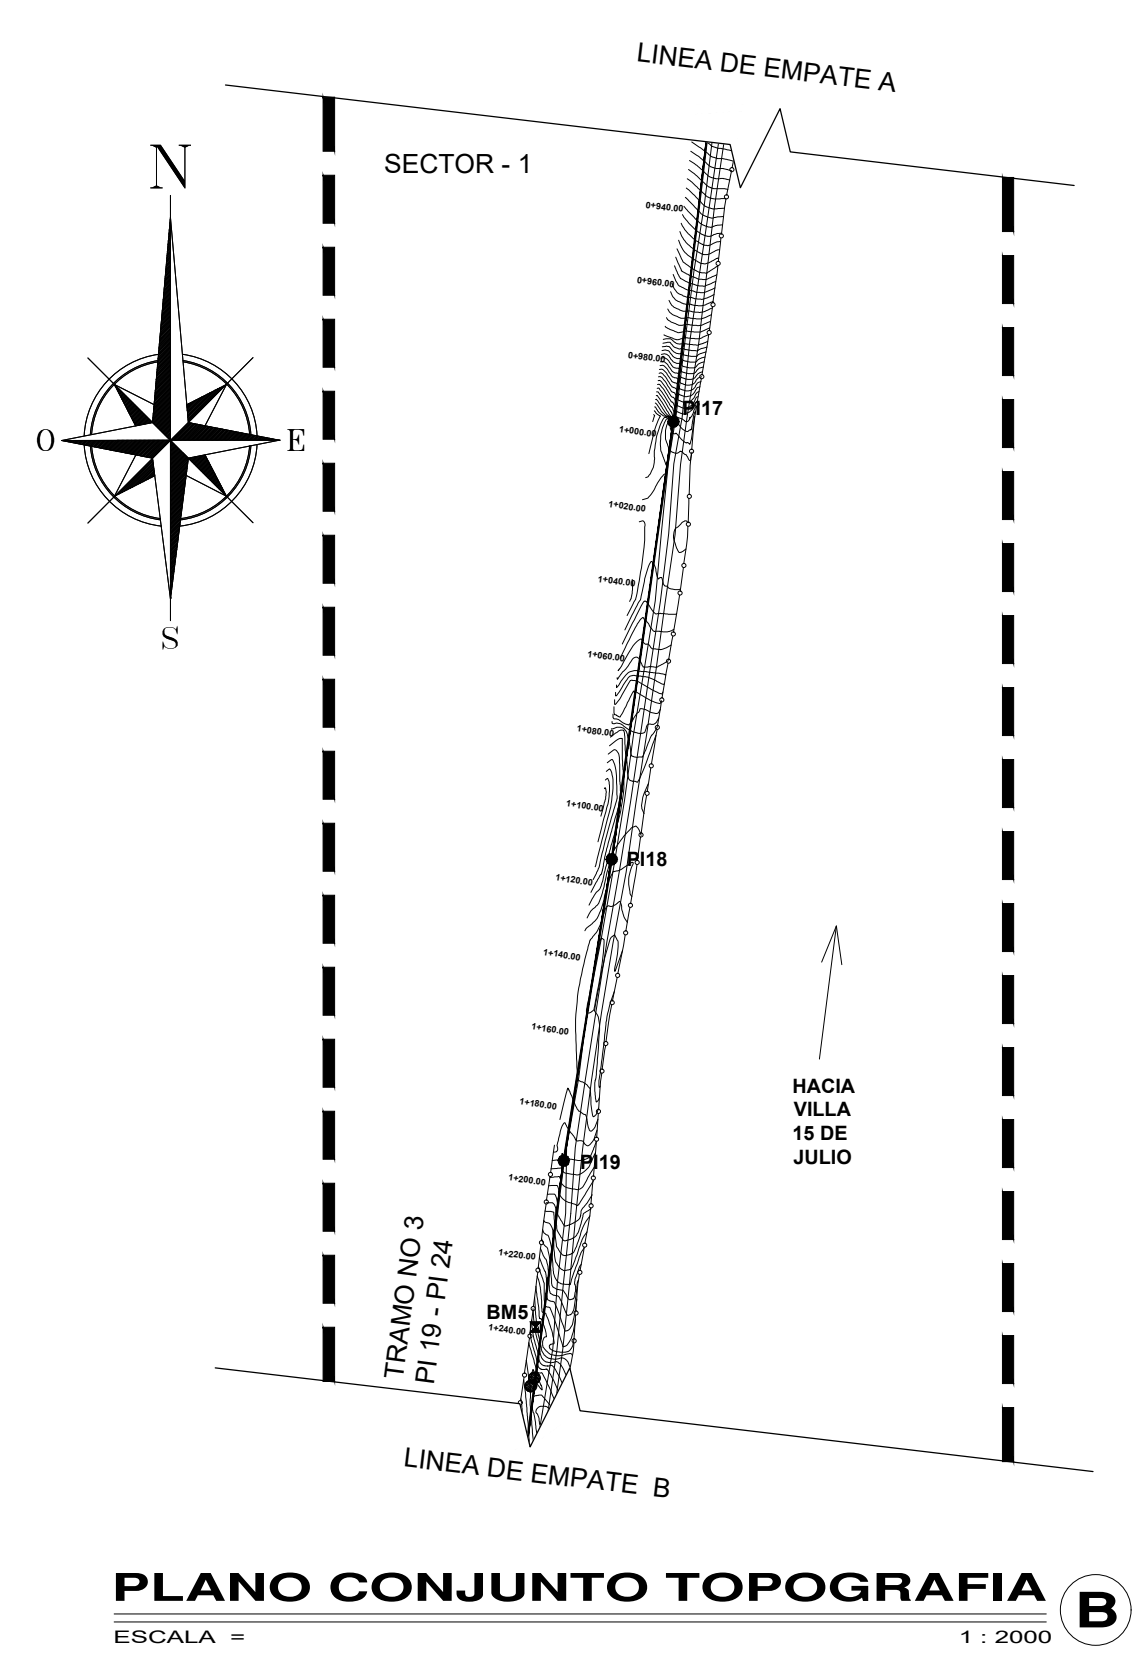 LINEA DE EMPATE A
SECTOR - 1
N
O
E
S
0+940.00
0+960.00
0+980.00
PI17
1+000.00
1+020.00
1+040.00
1+060.00
1+080.00
1+100.00
PI18
1+120.00
1+140.00
1+160.00
HACIA
VILLA
15 DE
JULIO
1+180.00
PI19
1+200.00
1+220.00
TRAMO NO 3
PI 19 - PI 24
BM5
1+240.00
LINEA DE EMPATE B
PLANO CONJUNTO TOPOGRAFIA
B
ESCALA =
1 : 2000